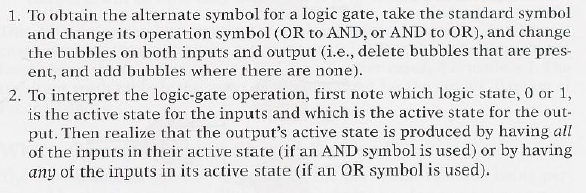 1. To obtain the alternate symbol for a logic gate, take the standard symbol
and change its operation symbol (OR to AND, or AND to OR), and change
the bubbles on both inputs and output (i.e., delete bubbles that are pres-
ent, and add bubbles where there are none).
2. To interpret the logic-gate operation, first note which logic state, 0 or 1,
is the active state for the inputs and which is the active state for the out-
put. Then realize that the output's active state is produced by having all
of the inputs in their active state (if an AND symbol is used) or by having
any of the inputs in its active state (if an OR symbol is used).